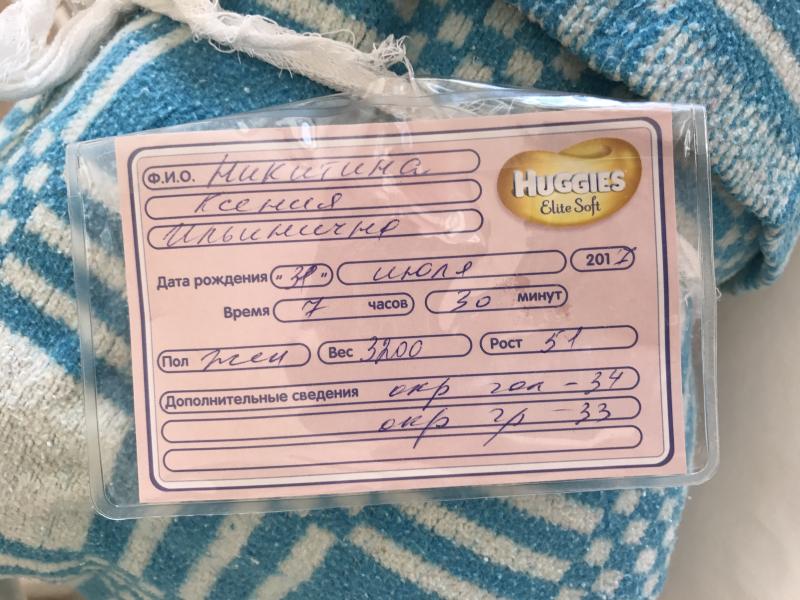 Ф.И.О. Никитина
Ксения
Ильинична
HUGGIES
Elite Soft
Дата рождения "31" июля 2017
Время 7 часов 30 минут
Пол жен Вес 3200 Рост 51
Дополнительные сведения окр гол - 34
окр гр - 33